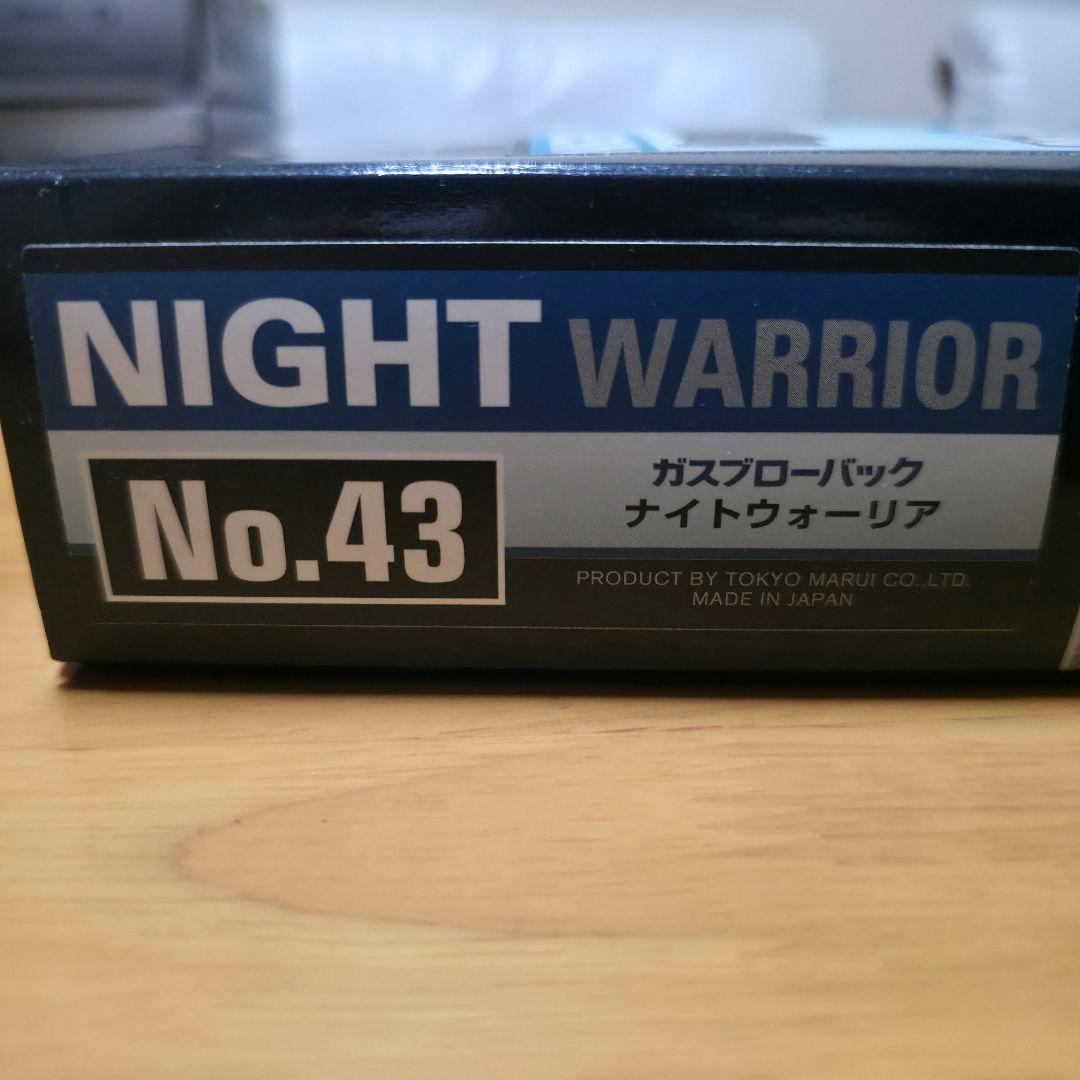 NIGHT WARRIOR
No.43
ガスブローバック
ナイトウォーリア
PRODUCT BY TOKYO MARUI CO.,LTD.
MADE IN JAPAN